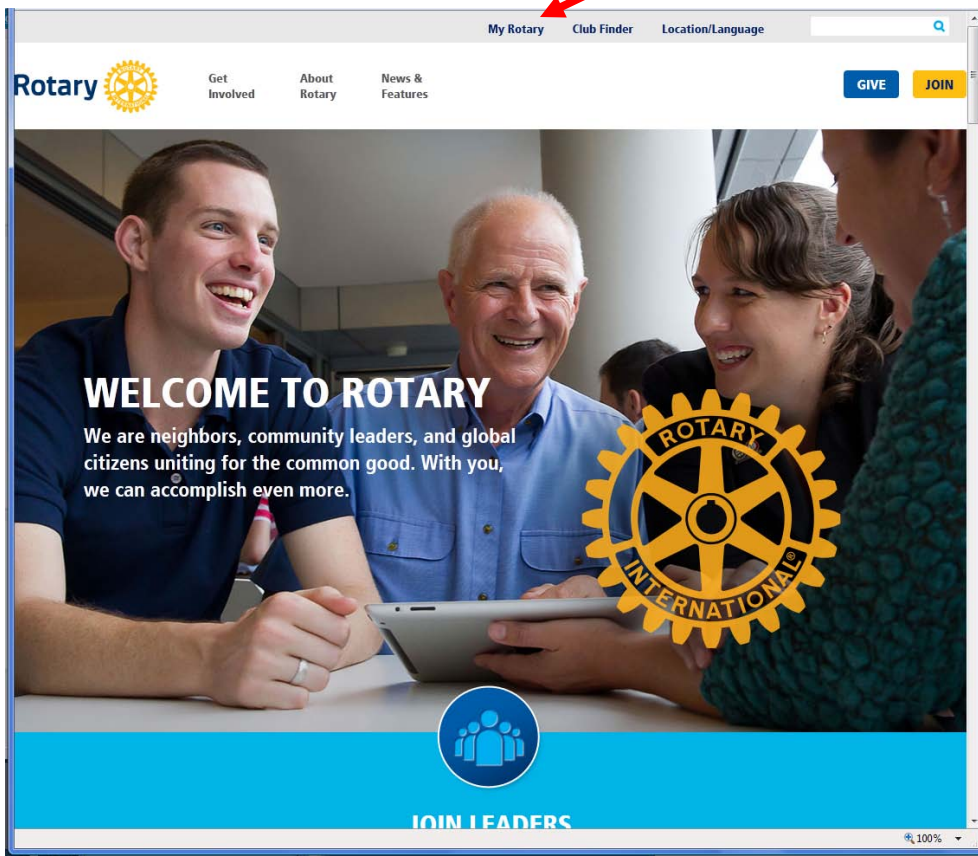 My Rotary Club Finder Location/Language
Rotary
Get Involved
About Rotary
News & Features
GIVE JOIN
WELCOME TO ROTARY
We are neighbors, community leaders, and global
citizens uniting for the common good. With you,
we can accomplish even more.
ROTARY
INTERNATIONAL®
JOIN LEADERS
100%